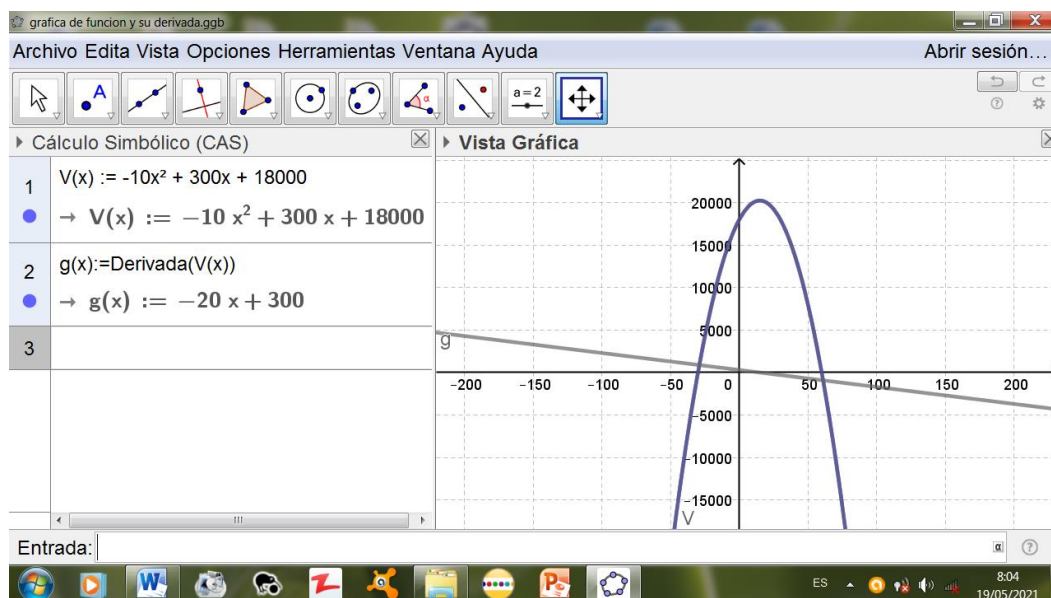 grafica de funcion y su derivada.ggb
Archivo Edita Vista Opciones Herramientas Ventana Ayuda
Abrir sesión...
A
α
a=2
Cálculo Simbólico (CAS)
Vista Gráfica
1
V(x) := -10x² + 300x + 18000
→ V(x) := −10 x² + 300 x + 18000
2
g(x):=Derivada(V(x))
→ g(x) := −20 x + 300
3
20000
15000
10000
5000
g
−200 −150 −100 −50 0 50 100 150 200
−5000
−10000
−15000
V
Entrada:
α
W
Z
P
ES
8:04
19/05/2021